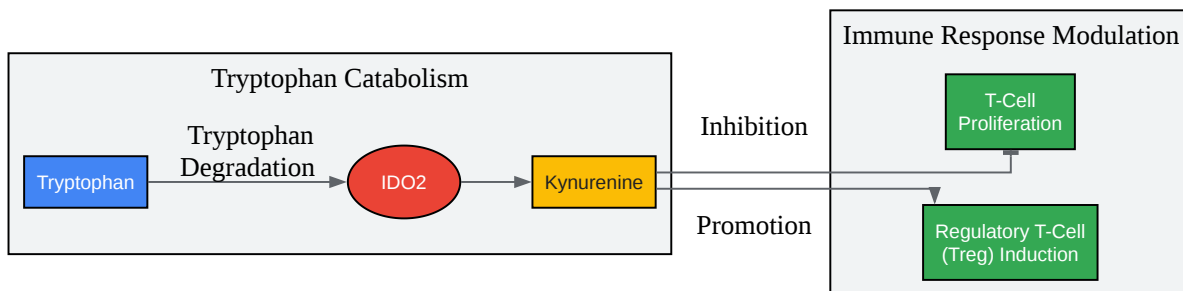 Immune Response Modulation
Tryptophan Catabolism
T-Cell
Proliferation
Inhibition
Tryptophan
Degradation
Tryptophan
IDO2
Kynurenine
Promotion
Regulatory T-Cell
(Treg) Induction